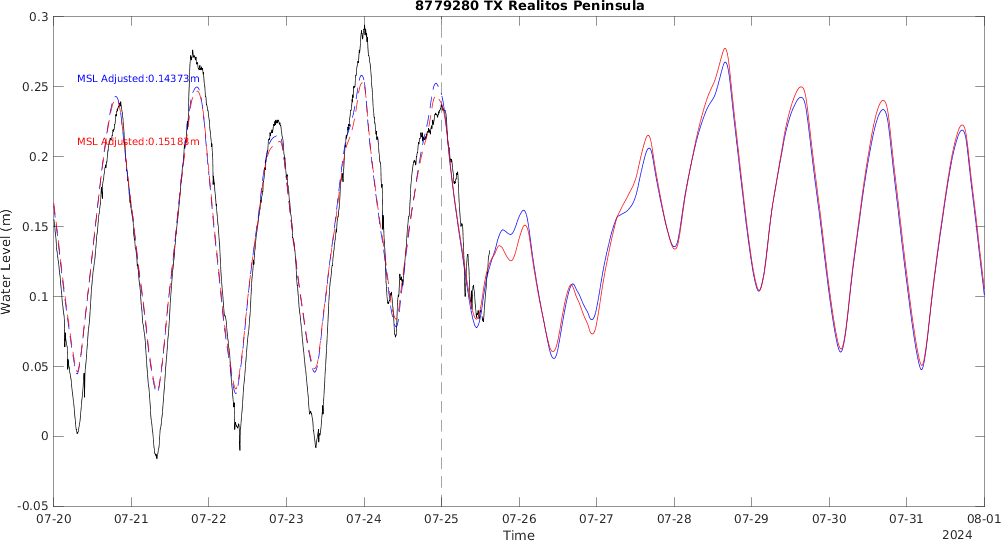 8779280 TX Realitos Peninsula
0.3
0.25
0.2
0.15
0.1
0.05
0
-0.05
Water Level (m)
MSL Adjusted:0.14373m
MSL Adjusted:0.15183m
07-20 07-21 07-22 07-23 07-24 07-25 07-26 07-27 07-28 07-29 07-30 07-31 08-01
Time
2024